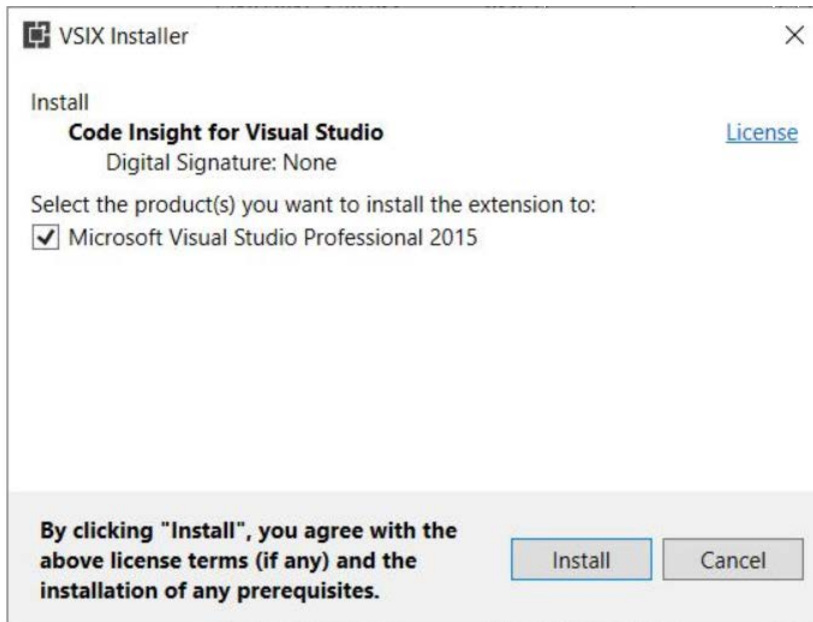 VSIX Installer
Install
Code Insight for Visual Studio
License
Digital Signature: None
Select the product(s) you want to install the extension to:
Microsoft Visual Studio Professional 2015
By clicking "Install", you agree with the
above license terms (if any) and the
installation of any prerequisites.
Install
Cancel